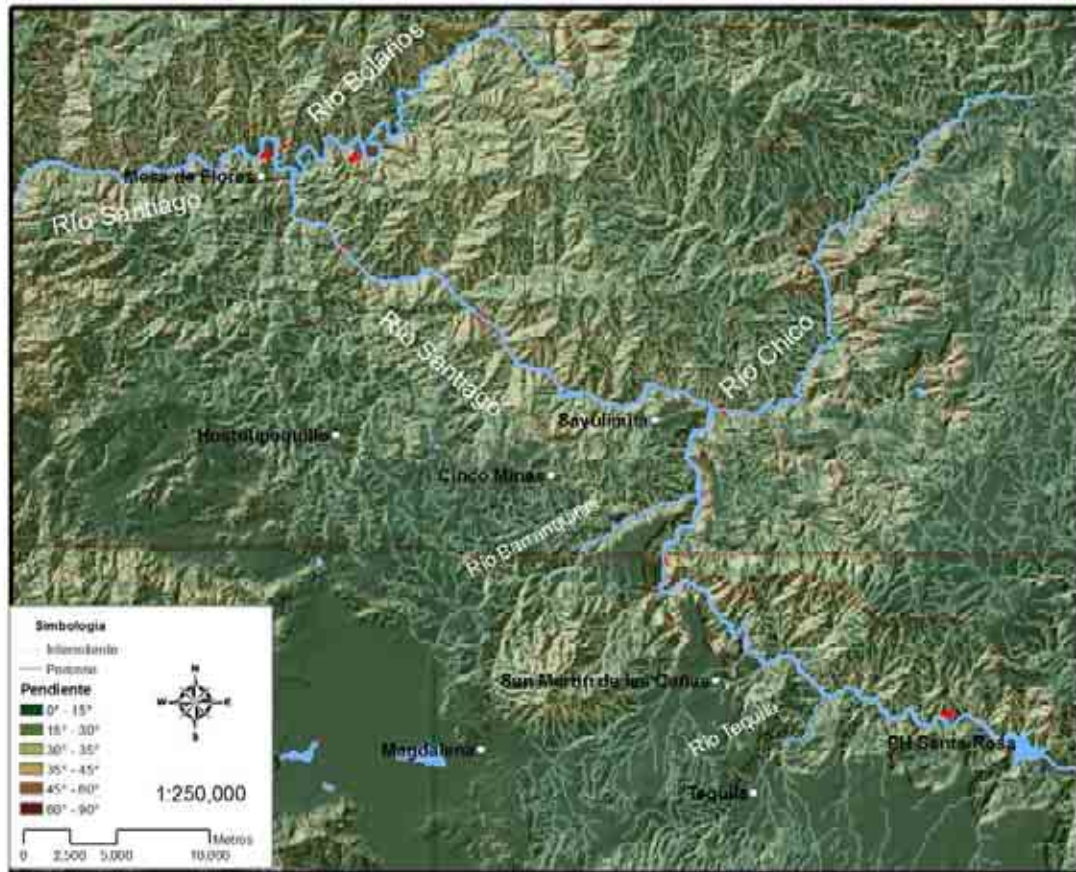 Río Bolaños
Mesa de Flores
Río Santiago
Río Santiago
Río Chico
Sayulimita
Hostotipaquillo
Cinco Minas
Río Barranquitas
San Martín de las Cañas
Río Tequila
PH Santa Rosa
Magdalena
Tequila
Simbología
Intermitente
Perenne
Pendiente
0° - 15°
15° - 30°
30° - 35°
35° - 45°
45° - 60°
60° - 90°
N
W E
S
1:250,000
Metros
0 2,500 5,000 10,000